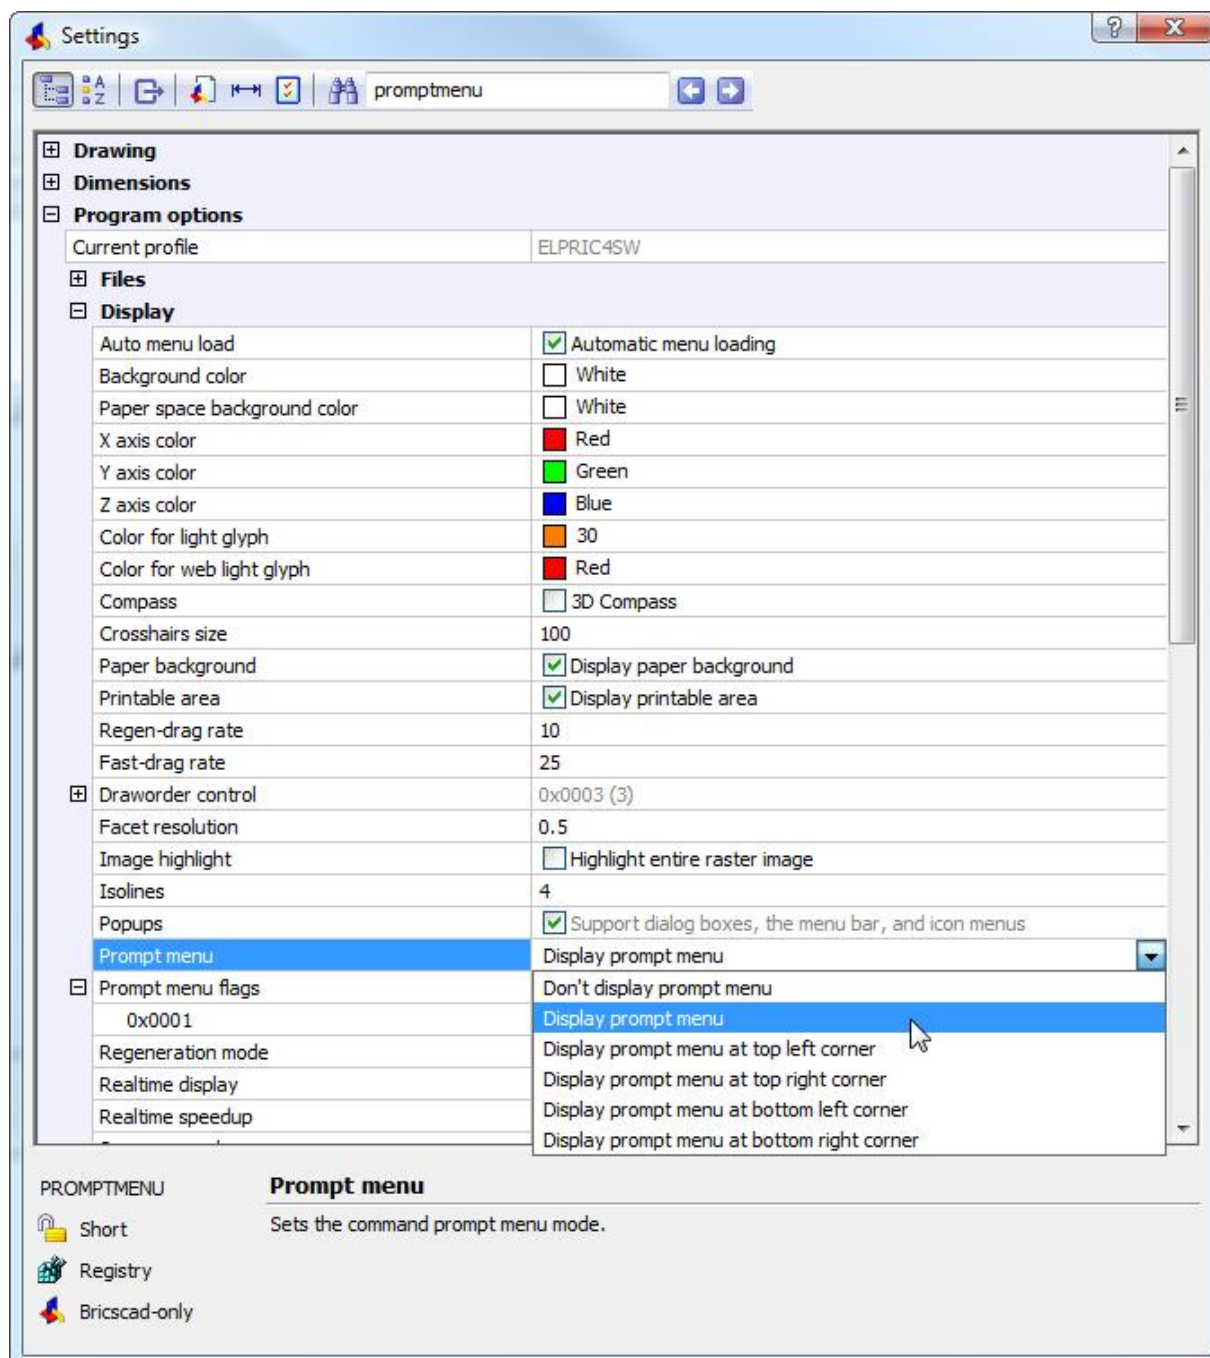 Settings
promptmenu
Drawing
Dimensions
Program options
Current profile ELPRIC4SW
Files
Display
Auto menu load Automatic menu loading
Background color White
Paper space background color White
X axis color Red
Y axis color Green
Z axis color Blue
Color for light glyph 30
Color for web light glyph Red
Compass 3D Compass
Crosshairs size 100
Paper background Display paper background
Printable area Display printable area
Regen-drag rate 10
Fast-drag rate 25
Draworder control 0x0003 (3)
Facet resolution 0.5
Image highlight Highlight entire raster image
Isolines 4
Popups Support dialog boxes, the menu bar, and icon menus
Prompt menu Display prompt menu
Prompt menu flags Don't display prompt menu
0x0001 Display prompt menu
Regeneration mode Display prompt menu at top left corner
Realtime display Display prompt menu at top right corner
Realtime speedup Display prompt menu at bottom left corner
Display prompt menu at bottom right corner
PROMPTMENU Prompt menu
Short Sets the command prompt menu mode.
Registry
Bricscad-only